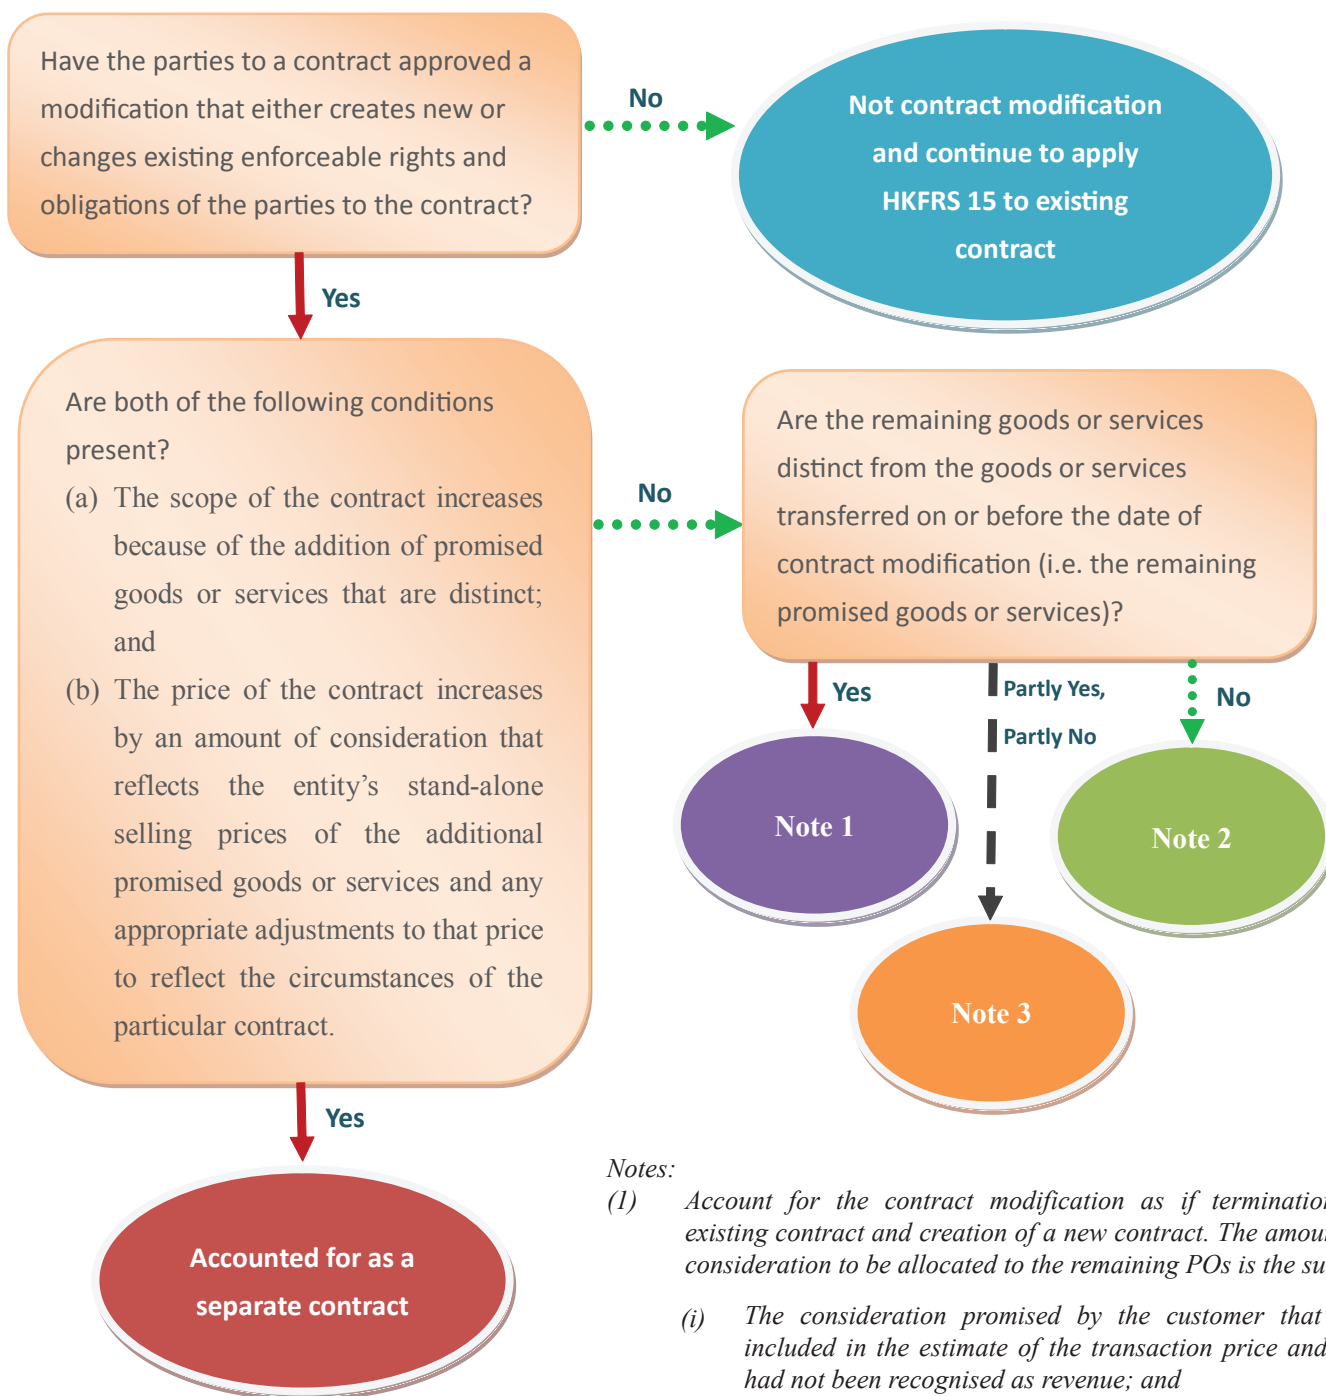 Have the parties to a contract approved a
modification that either creates new or
changes existing enforceable rights and
obligations of the parties to the contract?
No
Not contract modification
and continue to apply
HKFRS 15 to existing
contract
Yes
Are both of the following conditions
present?
(a) The scope of the contract increases
because of the addition of promised
goods or services that are distinct;
and
(b) The price of the contract increases
by an amount of consideration that
reflects the entity’s stand-alone
selling prices of the additional
promised goods or services and any
appropriate adjustments to that price
to reflect the circumstances of the
particular contract.
No
Are the remaining goods or services
distinct from the goods or services
transferred on or before the date of
contract modification (i.e. the remaining
promised goods or services)?
Yes
Partly Yes,
Partly No
No
Note 1
Note 2
Note 3
Yes
Accounted for as a
separate contract
Notes:
(1) Account for the contract modification as if
existing contract and creation of a new contract. The
consideration to be allocated to the remaining POs is the
(i) The consideration promised by the customer that
included in the estimate of the transaction price and
had not been recognised as revenue; and